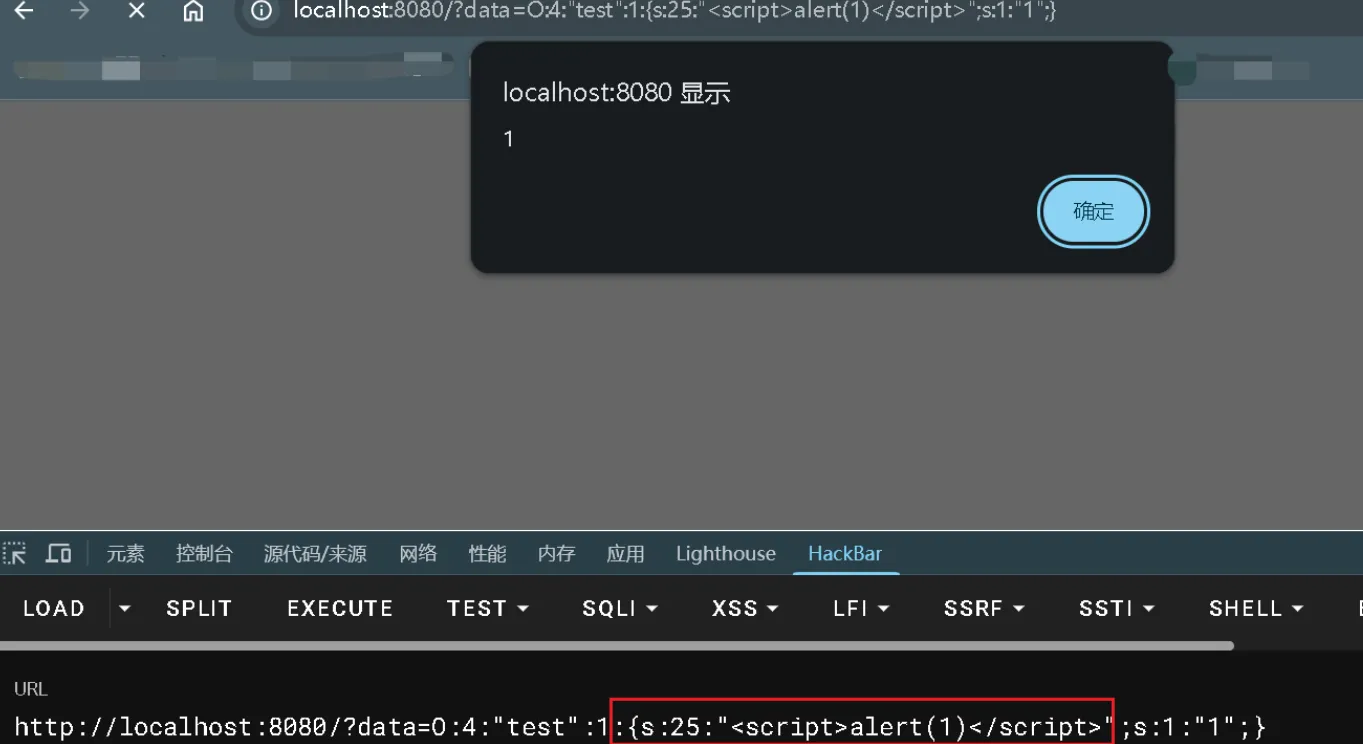 localhost:8080/?data=O:4:"test":1:{s:25:"<script>alert(1)</script>";s:1:"1";}
localhost:8080 显示
1
确定
元素 控制台 源代码/来源 网络 性能 内存 应用 Lighthouse HackBar
LOAD SPLIT EXECUTE TEST SQLI XSS LFI SSRF SSTI SHELL
URL
http://localhost:8080/?data=O:4:"test":1:{s:25:"<script>alert(1)</script>";s:1:"1";}